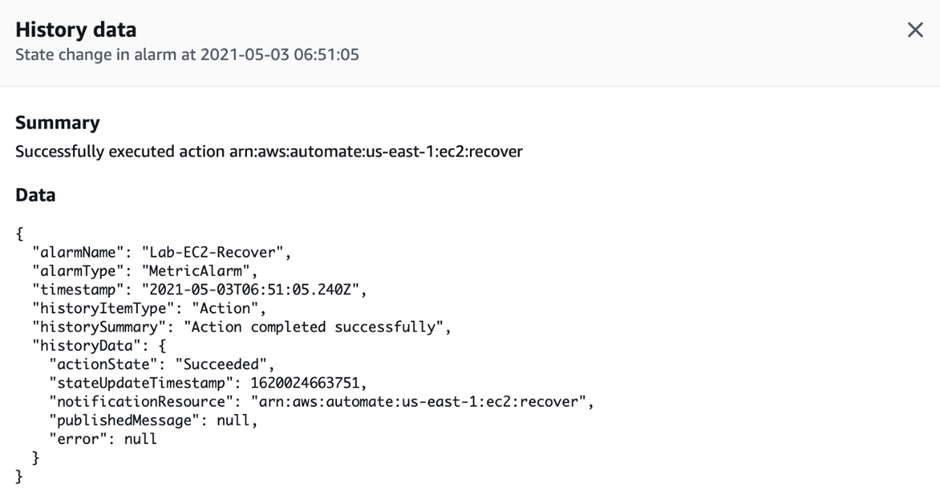 History data
State change in alarm at 2021-05-03 06:51:05
Summary
Successfully executed action arn:aws:automate:us-east-1:ec2:recover
Data
{
  "alarmName": "Lab-EC2-Recover",
  "alarmType": "MetricAlarm",
  "timestamp": "2021-05-03T06:51:05.240Z",
  "historyItemType": "Action",
  "historySummary": "Action completed successfully",
  "historyData": {
    "actionState": "Succeeded",
    "stateUpdateTimestamp": 1620024663751,
    "notificationResource": "arn:aws:automate:us-east-1:ec2:recover",
    "publishedMessage": null,
    "error": null
  }
}